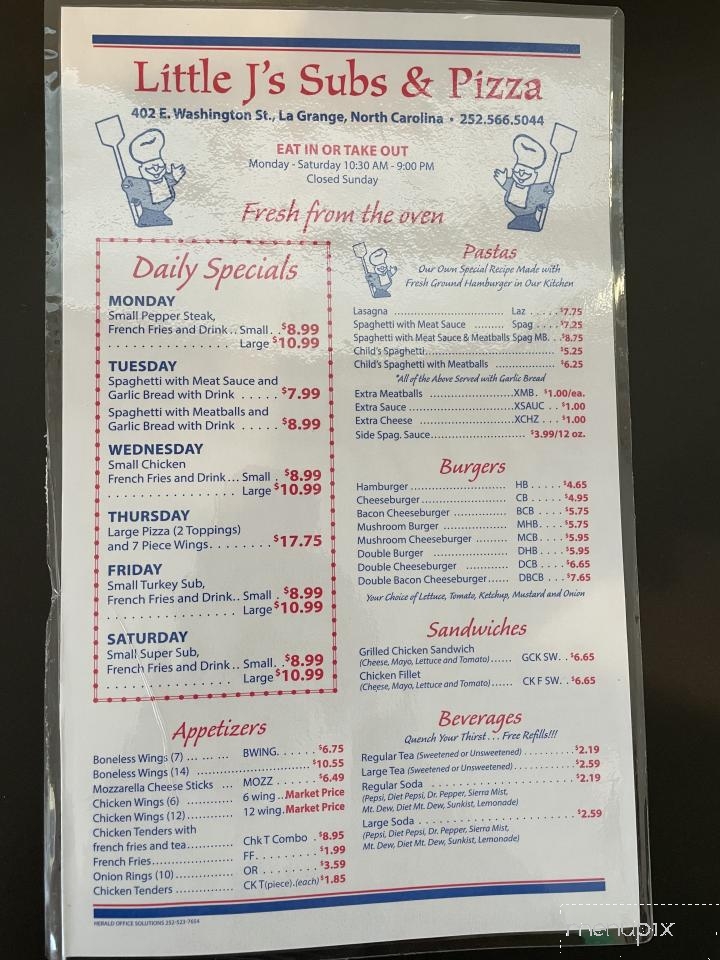 Little J's Subs & Pizza
402 E. Washington St., La Grange, North Carolina • 252.566.5044
EAT IN OR TAKE OUT
Monday - Saturday 10:30 AM - 9:00 PM
Closed Sunday
Fresh from the oven
Daily Specials
MONDAY
Small Pepper Steak,
French Fries and Drink.. Small. . $8.99
. . . . . . . . . . . . . . . . . Large $10.99
TUESDAY
Spaghetti with Meat Sauce and
Garlic Bread with Drink . . . . . $7.99
Spaghetti with Meatballs and
Garlic Bread with Drink . . . . . $8.99
WEDNESDAY
Small Chicken
French Fries and Drink... Small . $8.99
. . . . . . . . . . . . . . . . . Large $10.99
THURSDAY
Large Pizza (2 Toppings)
and 7 Piece Wings. . . . . . . . $17.75
FRIDAY
Small Turkey Sub,
French Fries and Drink.. Small . $8.99
. . . . . . . . . . . . . . . . . Large $10.99
SATURDAY
Small Super Sub,
French Fries and Drink.... Small. . $8.99
. . . . . . . . . . . . . . . . . Large $10.99
Appetizers
Boneless Wings (7) ... ... ... BWING. . . . . . $6.75
Boneless Wings (14) ........................... $10.55
Mozzarella Cheese Sticks ... MOZZ . . . . . . $6.49
Chicken Wings (6) ............ 6 wing ..Market Price
Chicken Wings (12)............ 12 wing.Market Price
Chicken Tenders with
french fries and tea............ Chk T Combo . $8.95
French Fries..................... FF. . . . . . . . . $1.99
Onion Rings (10)............... OR . . . . . . . . $3.59
Chicken Tenders ............... CK T(piece).(each) $1.85
Pastas
Our Own Special Recipe Made with
Fresh Ground Hamburger in Our Kitchen
Lasagna ................................ Laz . . . . . $7.75
Spaghetti with Meat Sauce ......... Spag . . . . $7.25
Spaghetti with Meat Sauce & Meatballs Spag MB. . $8.75
Child's Spaghetti..................................... $5.25
Child's Spaghetti with Meatballs ................. $6.25
*All of the Above Served with Garlic Bread
Extra Meatballs ........................XMB. $1.00/ea.
Extra Sauce ............................XSAUC . . $1.00
Extra Cheese ..........................XCHZ . . . $1.00
Side Spag. Sauce................................$3.99/12 oz.
Burgers
Hamburger............................. HB . . . . . $4.65
Cheeseburger......................... CB . . . . . $4.95
Bacon Cheeseburger ............... BCB . . . . $5.75
Mushroom Burger .................. MHB. . . . $5.75
Mushroom Cheeseburger ......... MCB. . . . $5.95
Double Burger ....................... DHB . . . . $5.95
Double Cheeseburger ............. DCB . . . . $6.65
Double Bacon Cheeseburger...... DBCB . . . $7.65
Your Choice of Lettuce, Tomato, Ketchup, Mustard and Onion
Sandwiches
Grilled Chicken Sandwich
(Cheese, Mayo, Lettuce and Tomato)...... GCK SW. . $6.65
Chicken Fillet
(Cheese, Mayo, Lettuce and Tomato)...... CK F SW. . $6.65
Beverages
Quench Your Thirst . . . Free Refills!!!
Regular Tea (Sweetened or Unsweetened) . . . . . . . . . . . $2.19
Large Tea (Sweetened or Unsweetened) . . . . . . . . . . . . $2.59
Regular Soda . . . . . . . . . . . . . . . . . . . . . $2.19
(Pepsi, Diet Pepsi, Dr. Pepper, Sierra Mist,
Mt. Dew, Diet Mt. Dew, Sunkist, Lemonade)
Large Soda . . . . . . . . . . . . . . . . . . . . . . . $2.59
(Pepsi, Diet Pepsi, Dr. Pepper, Sierra Mist,
Mt. Dew, Diet Mt. Dew, Sunkist, Lemonade)
HERALD OFFICE SOLUTIONS 252-523-7654
menupix